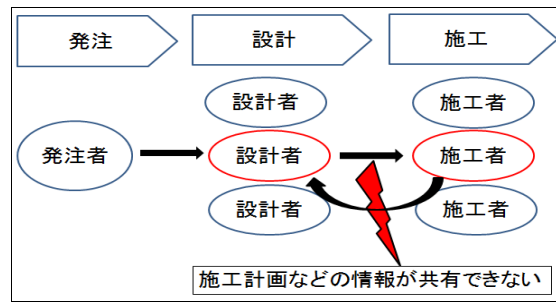 発注
設計
施工
設計者
施工者
発注者
設計者
施工者
設計者
施工者
施工計画などの情報が共有できない